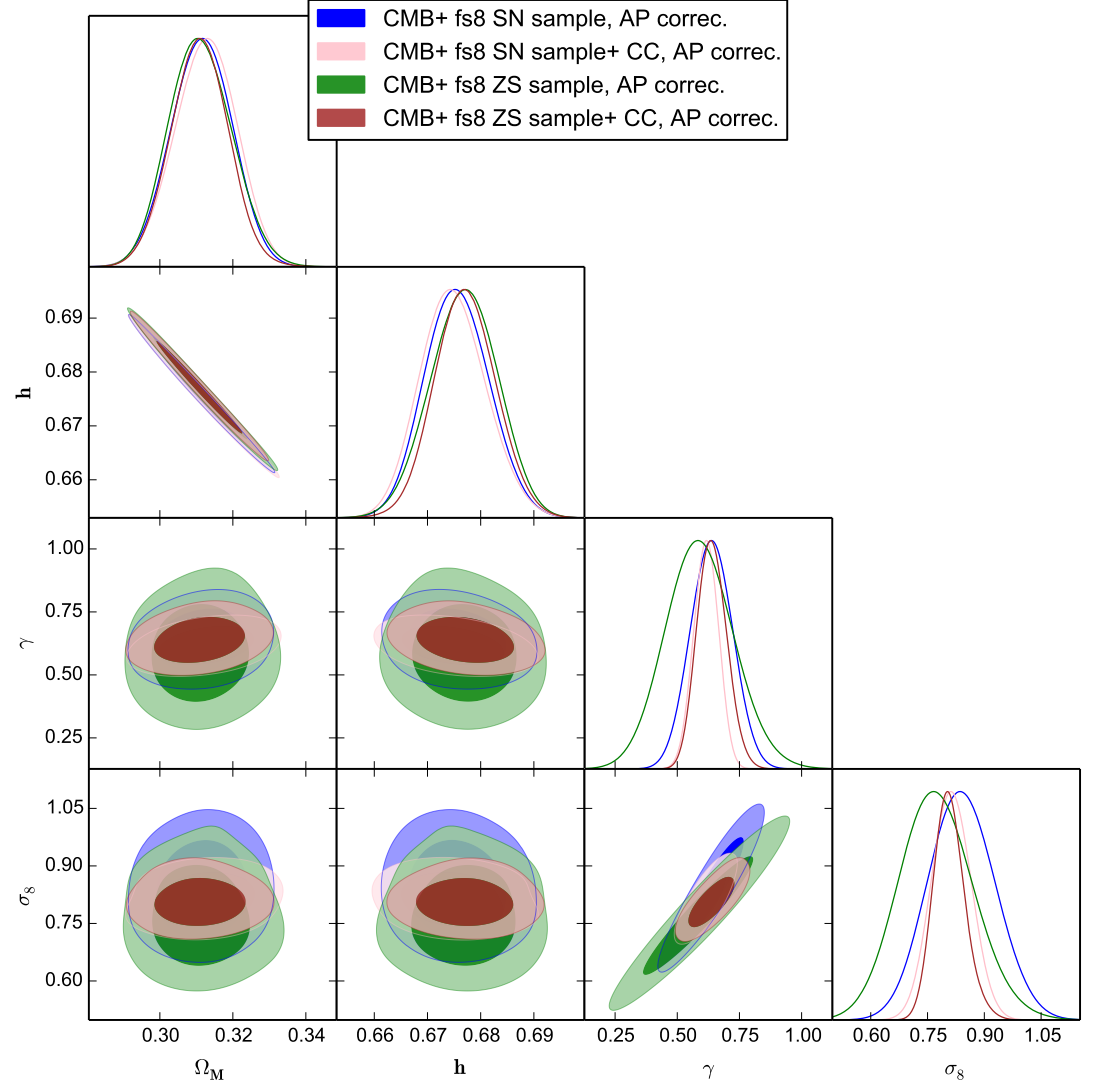 CMB+ fs8 SN sample, AP correc.
CMB+ fs8 SN sample+ CC, AP correc.
CMB+ fs8 ZS sample, AP correc.
CMB+ fs8 ZS sample+ CC, AP correc.
0.69
0.68
0.67
0.66
h
1.00
0.75
0.50
0.25
γ
1.05
0.90
0.75
0.60
σ₈
0.30 0.32 0.34 0.66 0.67 0.68 0.69 0.25 0.50 0.75 1.00 0.60 0.75 0.90 1.05
Ω_M h γ σ₈